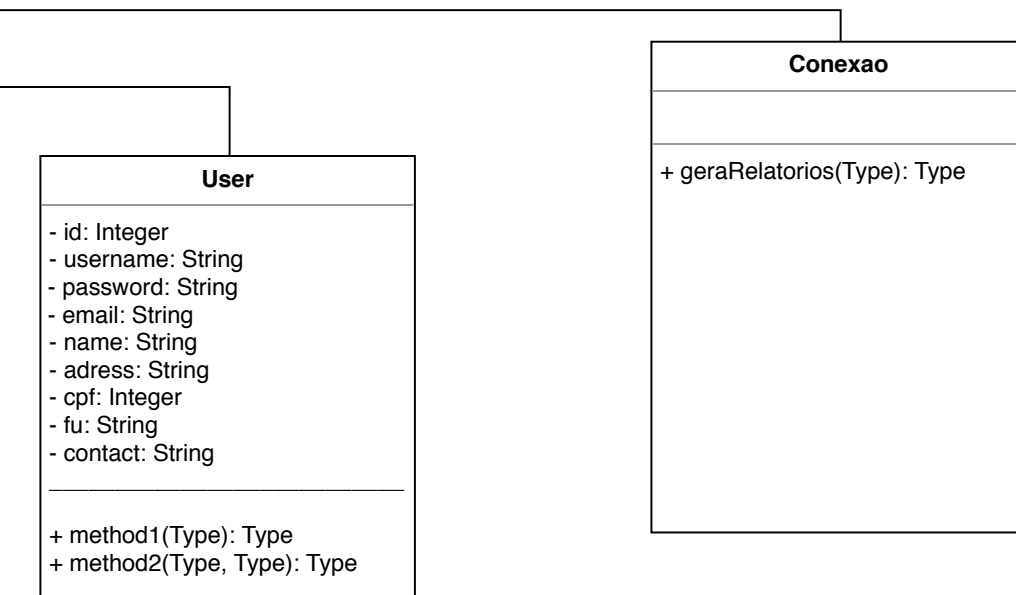 Conexao
+ geraRelatorios(Type): Type
User
- id: Integer
- username: String
- password: String
- email: String
- name: String
- adress: String
- cpf: Integer
- fu: String
- contact: String
+ method1(Type): Type
+ method2(Type, Type): Type